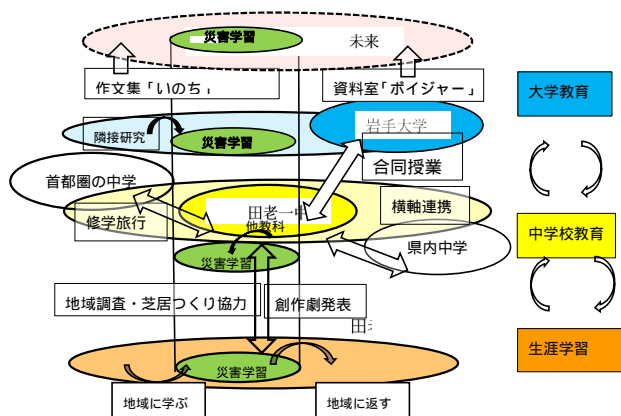 災害学習
未来
作文集「いのち」
資料室「ボイジャー」
大学教育
岩手大学
隣接研究
災害学習
合同授業
首都圏の中学
横軸連携
田老一中
他教科
修学旅行
中学校教育
県内中学
災害学習
地域調査・芝居つくり協力
創作劇発表
田
生涯学習
災害学習
地域に学ぶ
地域に返す